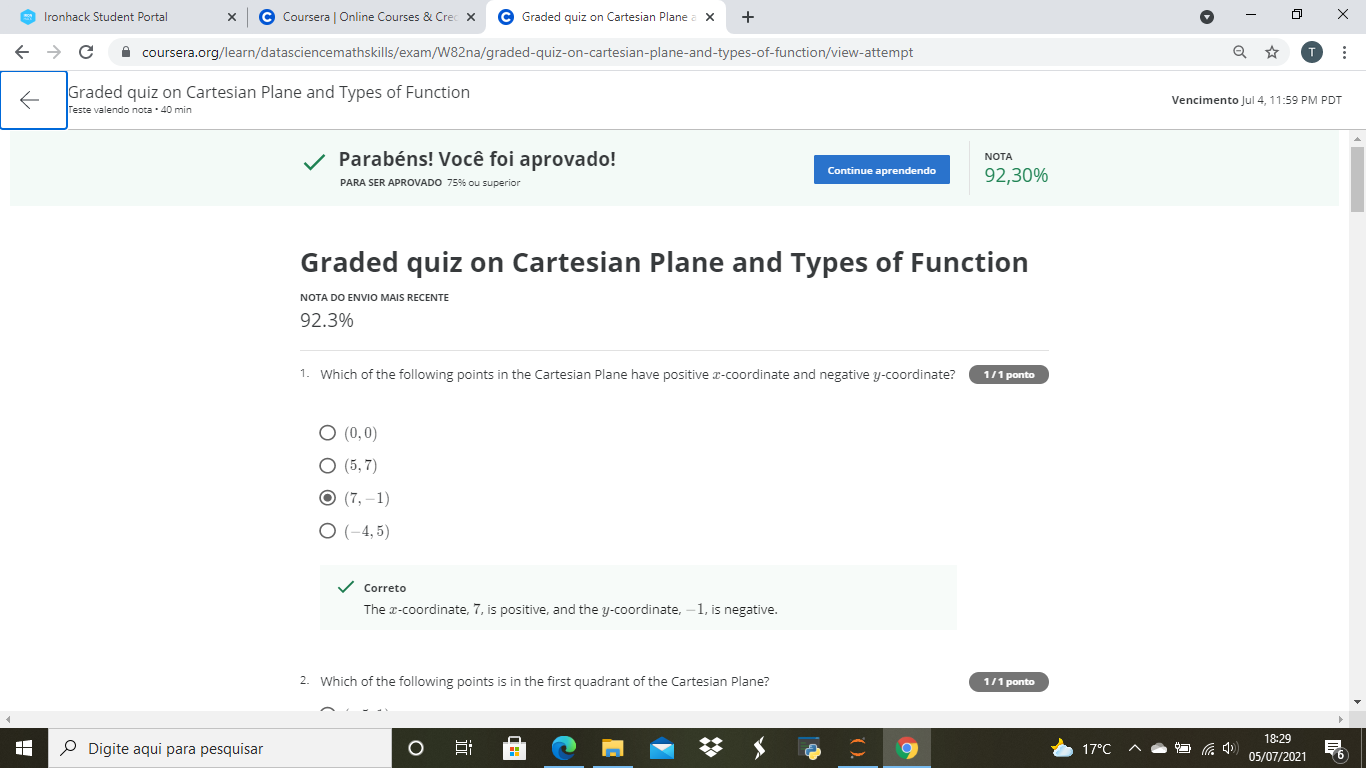 Ironhack Student Portal
Coursera | Online Courses & Cred
Graded quiz on Cartesian Plane a
coursera.org/learn/datasciencemathskills/exam/W82na/graded-quiz-on-cartesian-plane-and-types-of-function/view-attempt
T
Graded quiz on Cartesian Plane and Types of Function
Teste valendo nota • 40 min
Vencimento Jul 4, 11:59 PM PDT
Parabéns! Você foi aprovado!
PARA SER APROVADO 75% ou superior
Continue aprendendo
NOTA
92,30%
Graded quiz on Cartesian Plane and Types of Function
NOTA DO ENVIO MAIS RECENTE
92.3%
1. Which of the following points in the Cartesian Plane have positive x-coordinate and negative y-coordinate?
1 / 1 ponto
(0, 0)
(5, 7)
(7, −1)
(−4, 5)
Correto
The x-coordinate, 7, is positive, and the y-coordinate, −1, is negative.
2. Which of the following points is in the first quadrant of the Cartesian Plane?
1 / 1 ponto
Digite aqui para pesquisar
17°C
18:29
05/07/2021
6